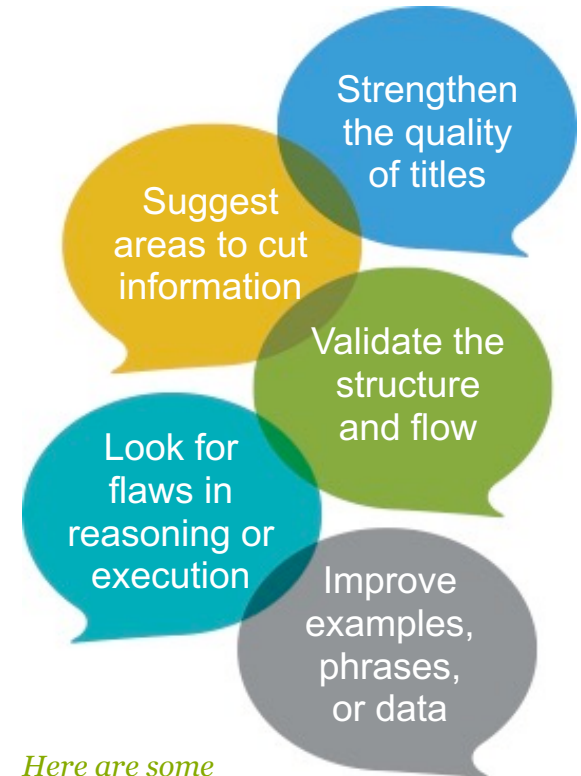 Strengthen
the quality
of titles
Suggest
areas to cut
information
Validate the
structure
and flow
Look for
flaws in
reasoning or
execution
Improve
examples,
phrases,
or data
Here are some